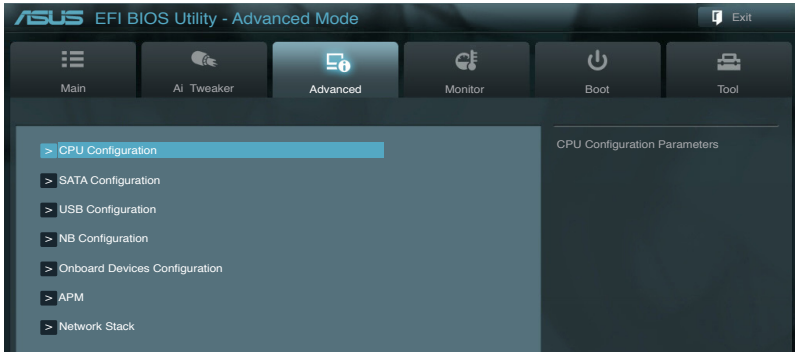 ASUS EFI BIOS Utility - Advanced Mode
Exit
Main
Ai Tweaker
Advanced
Monitor
Boot
Tool
> CPU Configuration
> SATA Configuration
> USB Configuration
> NB Configuration
> Onboard Devices Configuration
> APM
> Network Stack
CPU Configuration Parameters